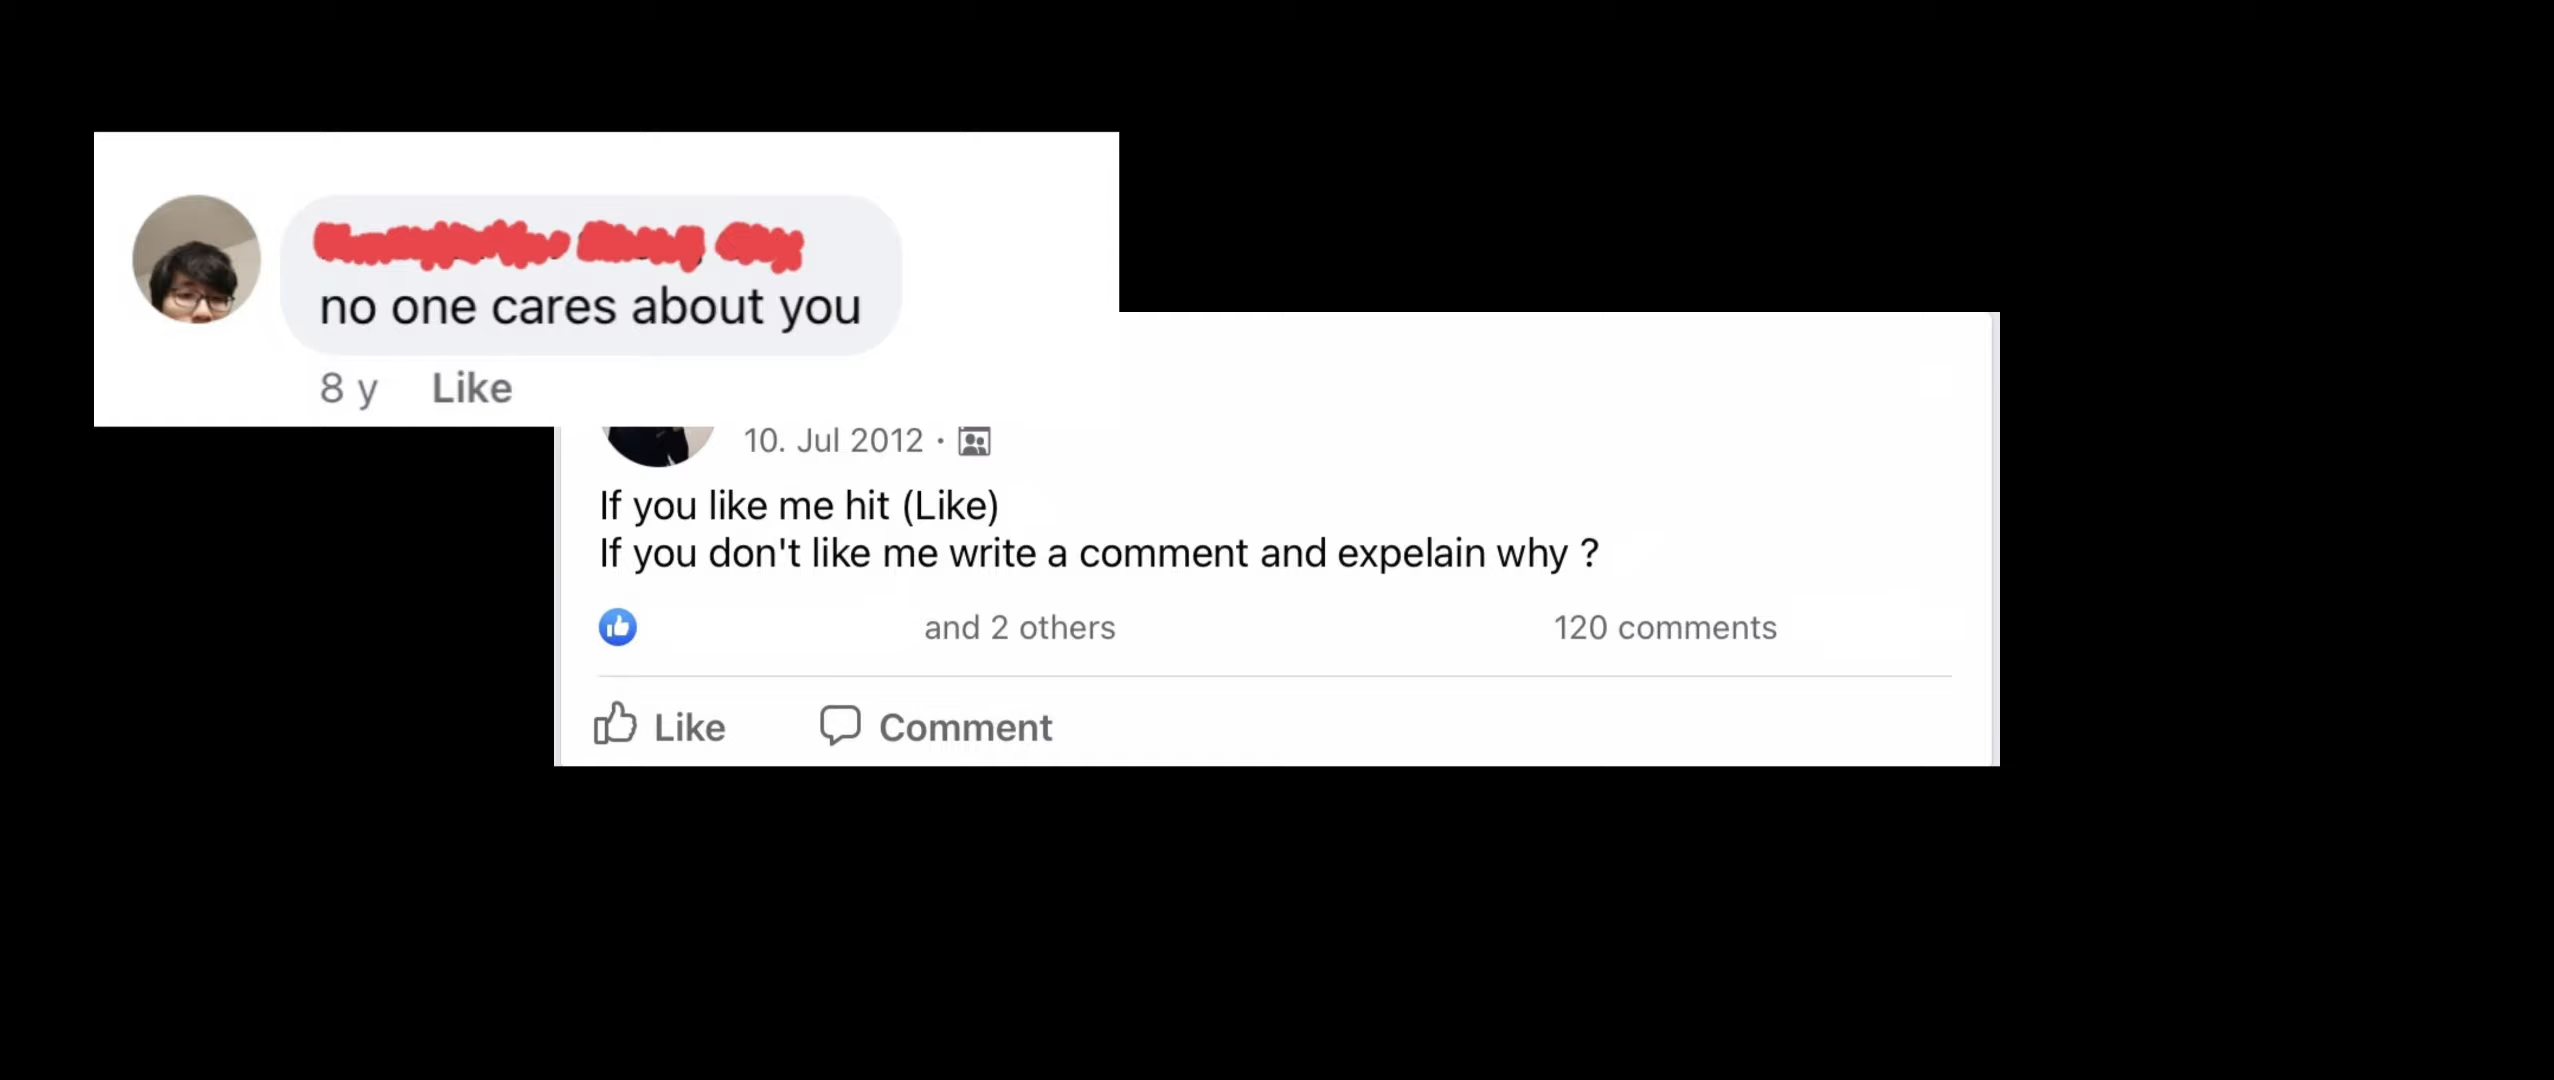 no one cares about you
8 y Like
10. Jul 2012 ·
If you like me hit (Like)
If you don't like me write a comment and expelain why ?
and 2 others 120 comments
Like Comment